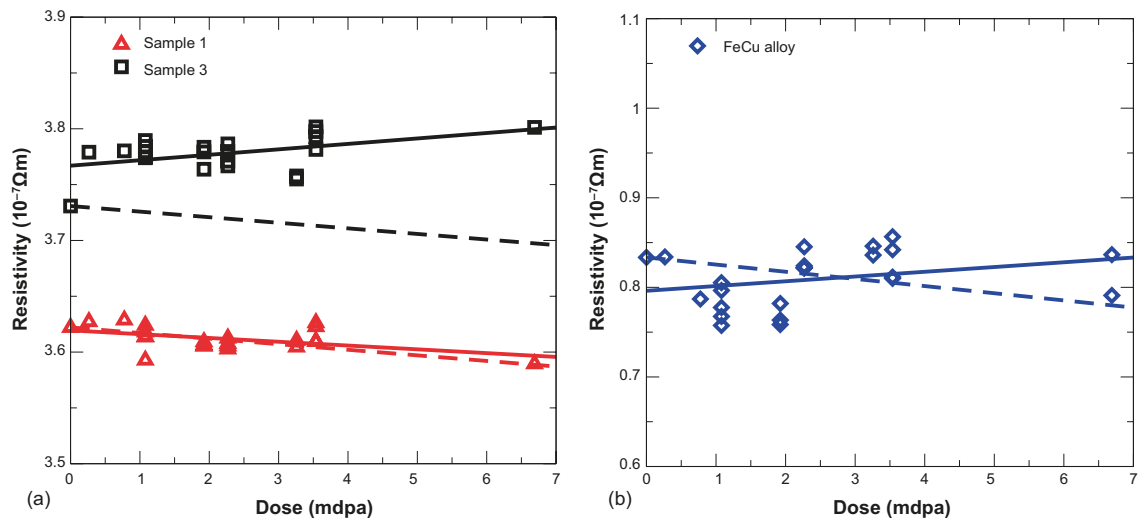 3.9
3.8
3.7
3.6
3.5
Resistivity (10⁻⁷Ωm)
Sample 1
Sample 3
0 1 2 3 4 5 6 7
Dose (mdpa)
(a)
1.1
1
0.9
0.8
0.7
0.6
Resistivity (10⁻⁷Ωm)
FeCu alloy
0 1 2 3 4 5 6 7
Dose (mdpa)
(b)